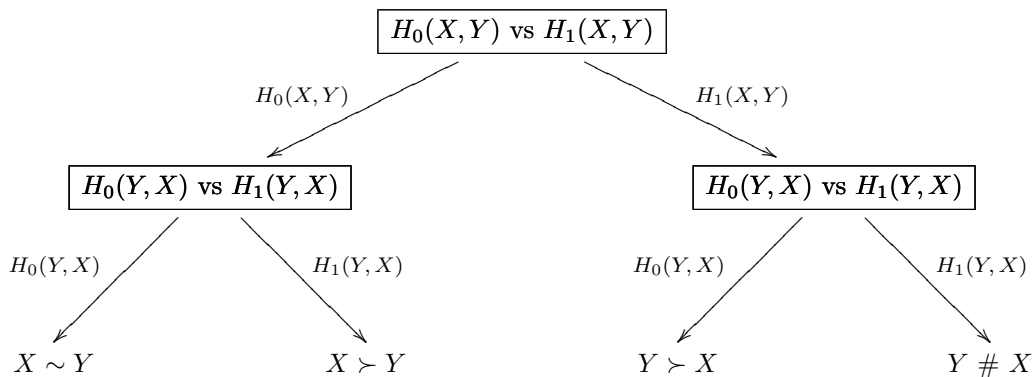 H₀(X, Y) vs H₁(X, Y)
H₀(X, Y) H₁(X, Y)
H₀(Y, X) vs H₁(Y, X) H₀(Y, X) vs H₁(Y, X)
H₀(Y, X) H₁(Y, X) H₀(Y, X) H₁(Y, X)
X ∼ Y X ≻ Y Y ≻ X Y # X